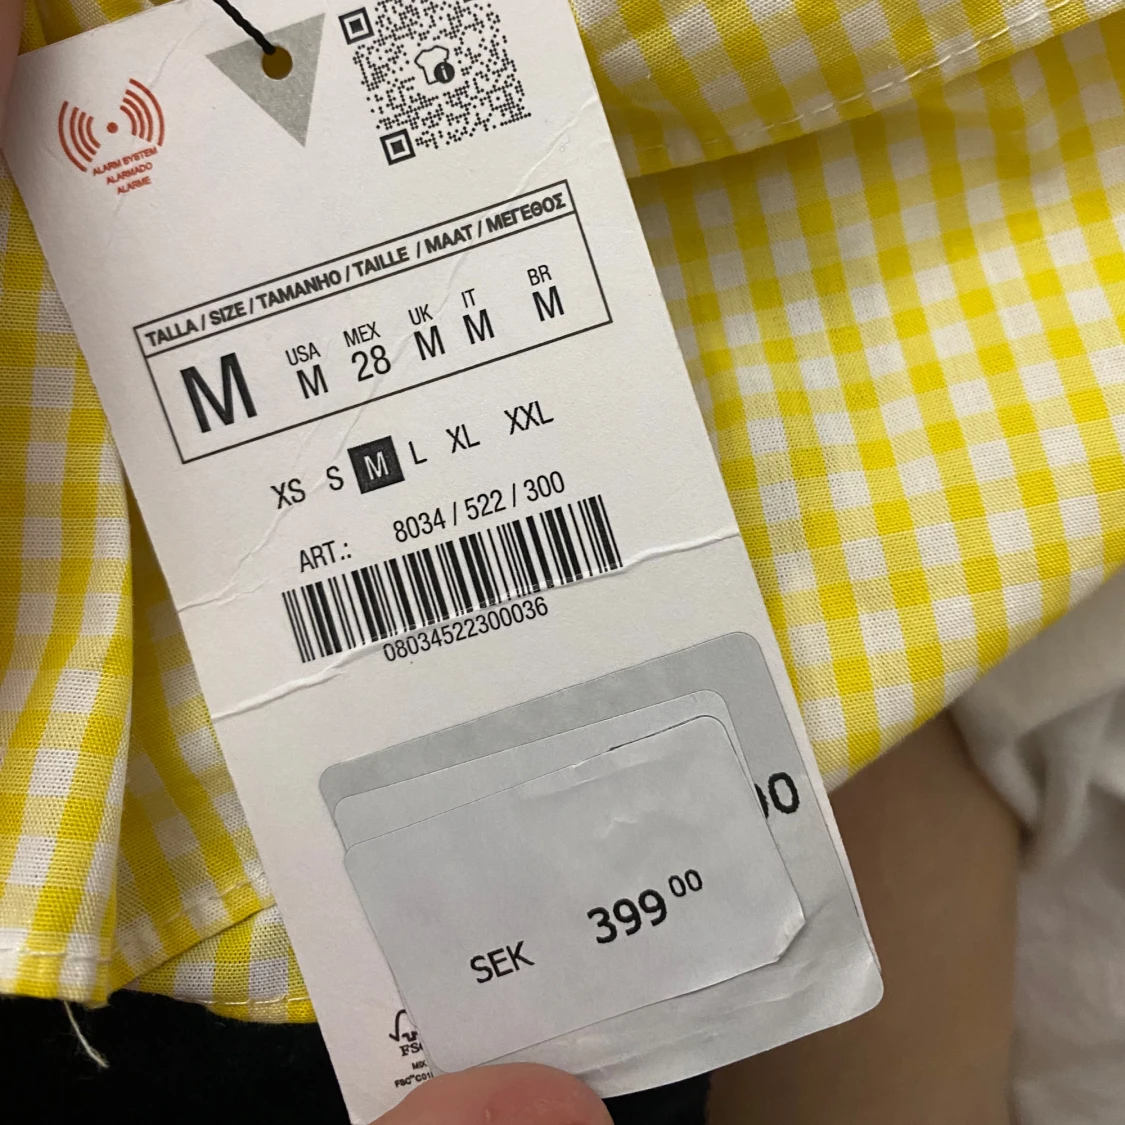 ALARM SYSTEM
ALARMADO
ALARME
TALLA / SIZE / TAMANHO / TAILLE / MAAT / ΜΕΓΕΘΟΣ
M
USA
M
MEX
28
UK
M
IT
M
BR
M
XS S M L XL XXL
ART.: 8034 / 522 / 300
08034522300036
SEK 399 00